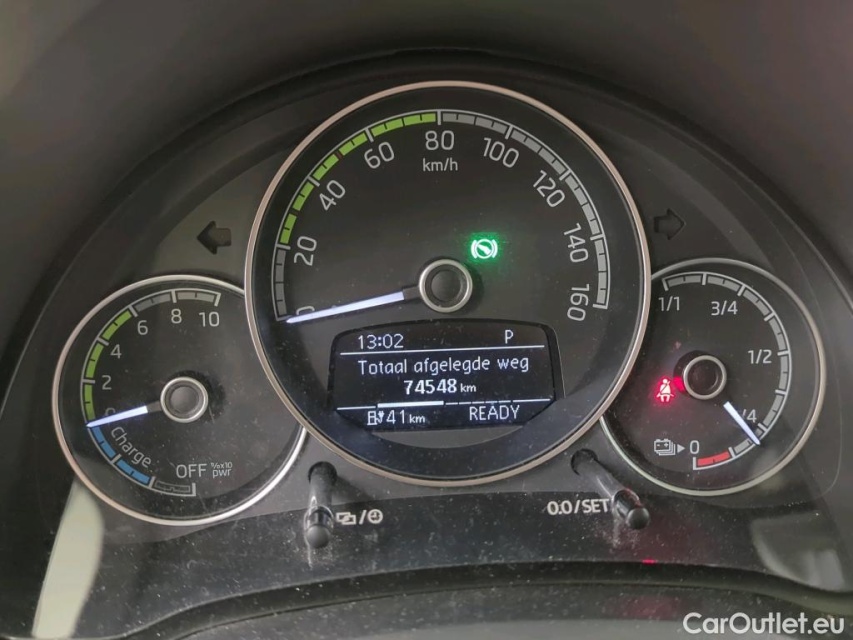 80
60
100
km/h
40
120
20
140
0
160
13:02 P
Totaal afgelegde weg
74548 km
41 km READY
0 2 4 6 8 10
Charge
OFF %x10
pwr
1/1 3/4
1/2
1/4
0
0.0/SET
CarOutlet.eu